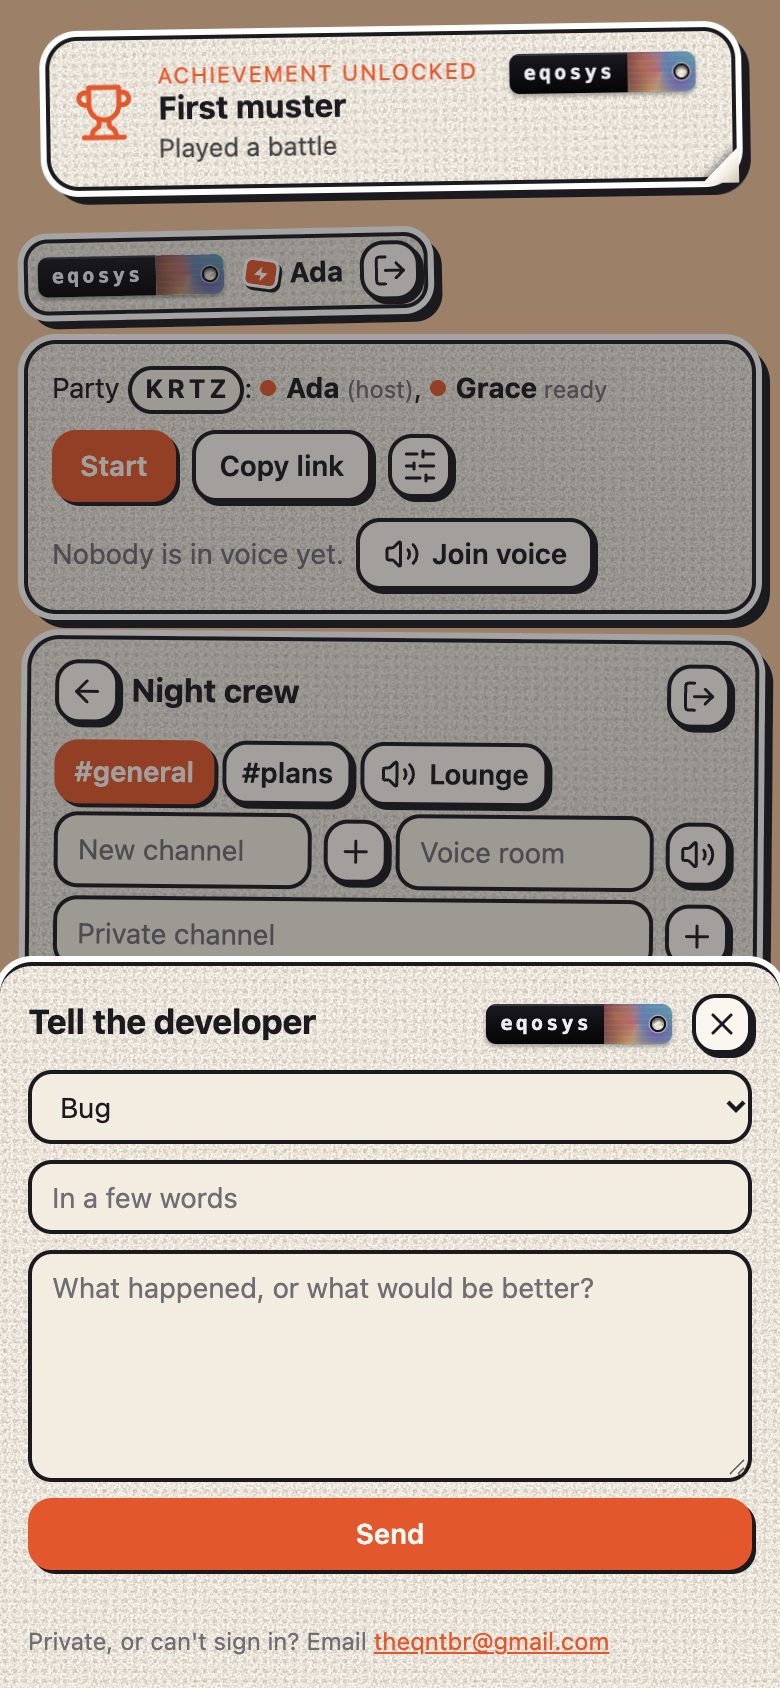 ACHIEVEMENT UNLOCKED
eqosys
First muster
Played a battle
eqosys
Ada
Party KRTZ: Ada (host), Grace ready
Start
Copy link
Nobody is in voice yet.
Join voice
Night crew
#general
#plans
Lounge
New channel
Voice room
Private channel
Tell the developer
eqosys
Bug
In a few words
What happened, or what would be better?
Send
Private, or can't sign in? Email theqntbr@gmail.com